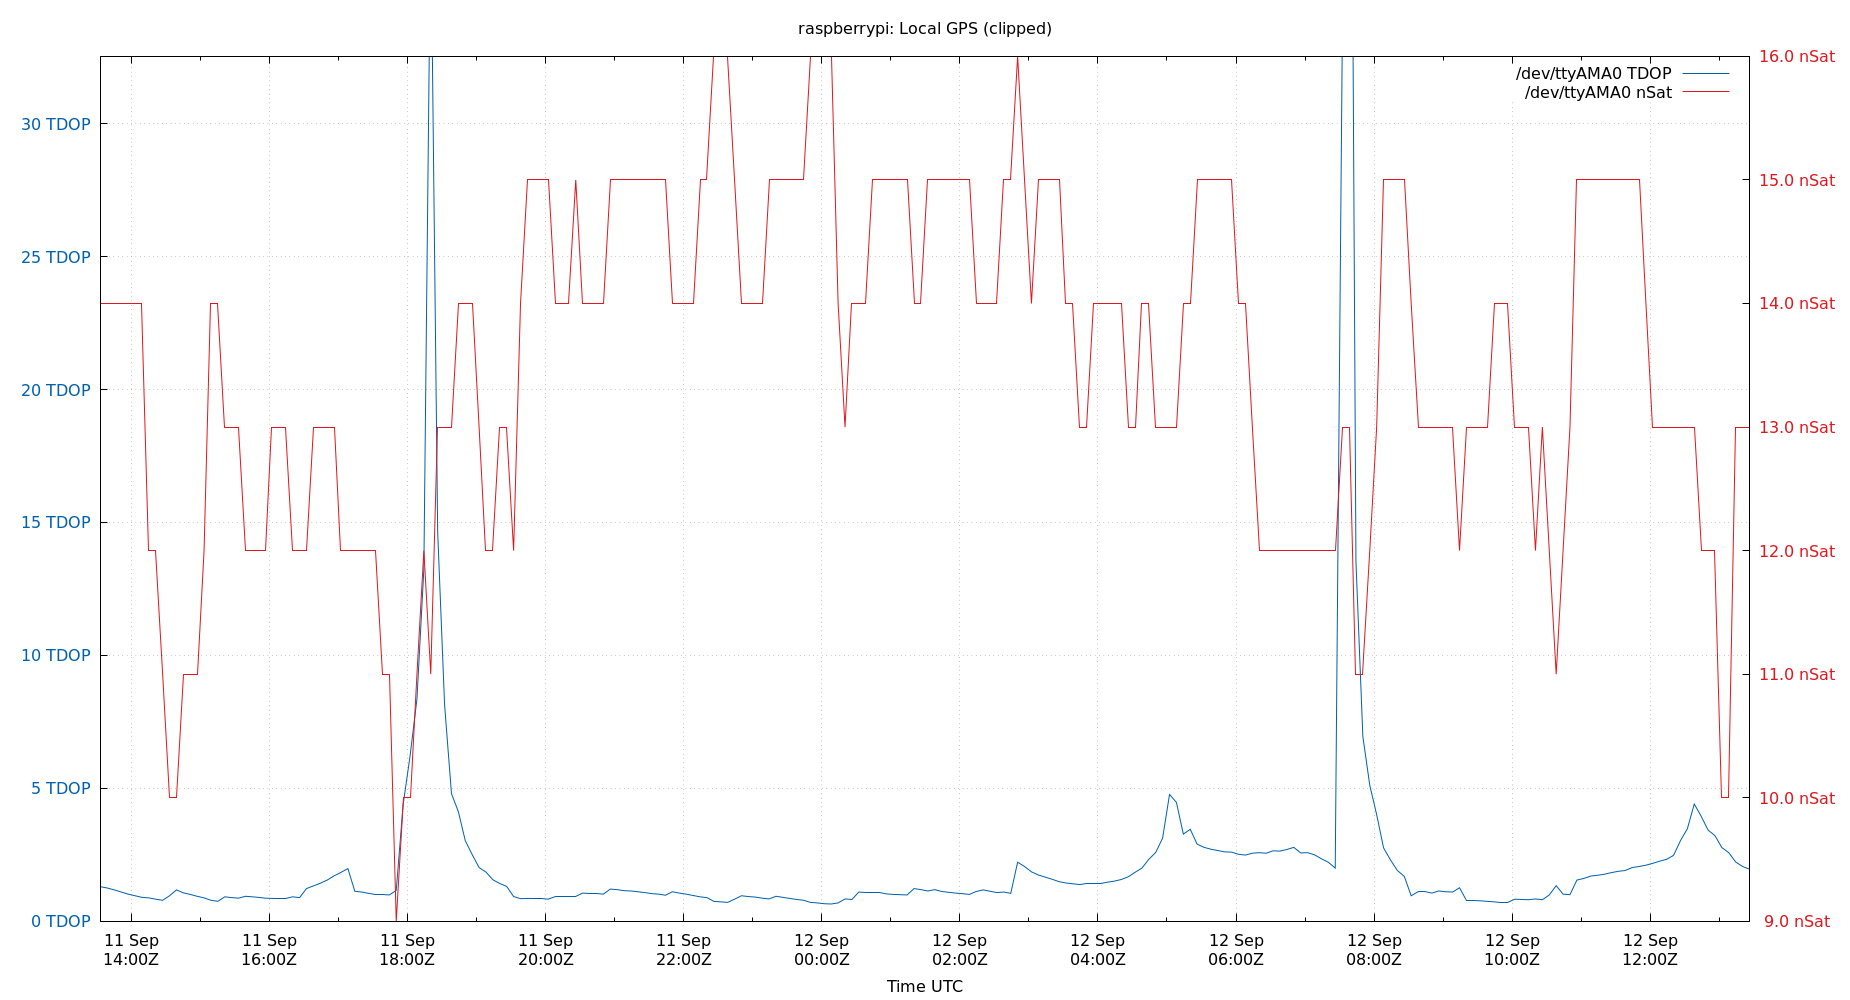 raspberrypi: Local GPS (clipped)
/dev/ttyAMA0 TDOP
/dev/ttyAMA0 nSat
30 TDOP
25 TDOP
20 TDOP
15 TDOP
10 TDOP
5 TDOP
0 TDOP
16.0 nSat
15.0 nSat
14.0 nSat
13.0 nSat
12.0 nSat
11.0 nSat
10.0 nSat
9.0 nSat
11 Sep
14:00Z
11 Sep
16:00Z
11 Sep
18:00Z
11 Sep
20:00Z
11 Sep
22:00Z
12 Sep
00:00Z
12 Sep
02:00Z
12 Sep
04:00Z
12 Sep
06:00Z
12 Sep
08:00Z
12 Sep
10:00Z
12 Sep
12:00Z
Time UTC